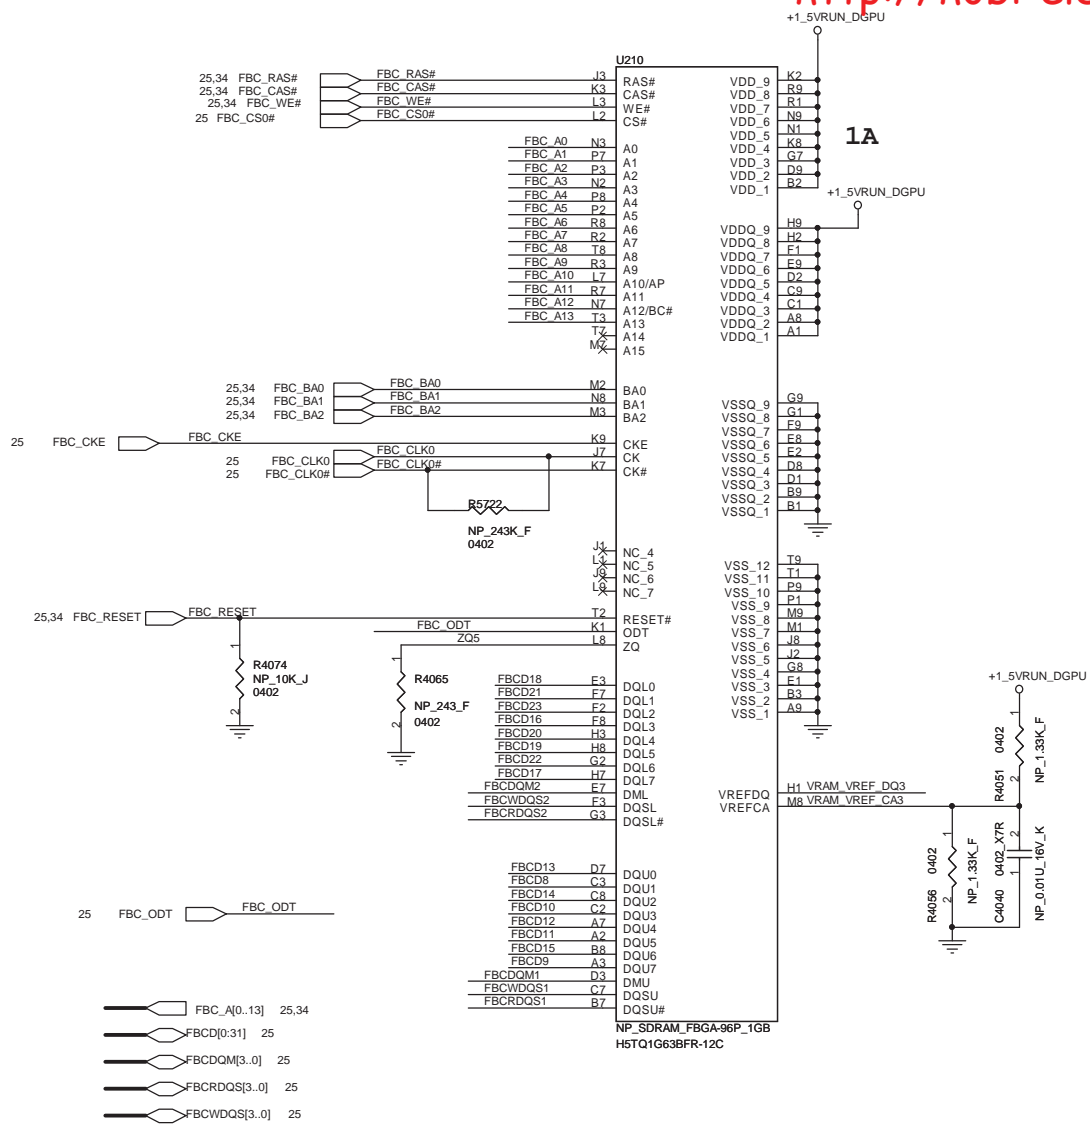 +1_5VRUN_DGPU
U210
25,34 FBC_RAS# FBC_RAS# J3 RAS# VDD_9 K2
25,34 FBC_CAS# FBC_CAS# K3 CAS# VDD_8 R9
25,34 FBC_WE# FBC_WE# L3 WE# VDD_7 R1
25 FBC_CS0# FBC_CS0# L2 CS# VDD_6 N9
VDD_5 N1
1A
FBC_A0 N3 A0 VDD_4 K8
FBC_A1 P7 A1 VDD_3 G7
FBC_A2 P3 A2 VDD_2 D9
FBC_A3 N2 A3 VDD_1 B2
+1_5VRUN_DGPU
FBC_A4 P8 A4
FBC_A5 P2 A5
FBC_A6 R8 A6 VDDQ_9 H9
FBC_A7 R2 A7 VDDQ_8 H2
FBC_A8 T8 A8 VDDQ_7 F1
FBC_A9 R3 A9 VDDQ_6 E9
FBC_A10 L7 A10/AP VDDQ_5 D2
FBC_A11 R7 A11 VDDQ_4 C9
FBC_A12 N7 A12/BC# VDDQ_3 C1
FBC_A13 T3 A13 VDDQ_2 A8
T7 A14 VDDQ_1 A1
M7 A15
25,34 FBC_BA0 FBC_BA0 M2 BA0
25,34 FBC_BA1 FBC_BA1 N8 BA1 VSSQ_9 G9
25,34 FBC_BA2 FBC_BA2 M3 BA2 VSSQ_8 G1
VSSQ_7 F9
25 FBC_CKE FBC_CKE K9 CKE VSSQ_6 E8
25 FBC_CLK0 FBC_CLK0 J7 CK VSSQ_5 E2
25 FBC_CLK0# FBC_CLK0# K7 CK# VSSQ_4 D8
VSSQ_3 D1
VSSQ_2 B9
VSSQ_1 B1
R5722
NP_243K_F
0402
J1 NC_4
L1 NC_5 VSS_12 T9
J9 NC_6 VSS_11 T1
L9 NC_7 VSS_10 P9
VSS_9 P1
25,34 FBC_RESET FBC_RESET T2 RESET# VSS_8 M9
FBC_ODT K1 ODT VSS_7 M1
ZQ5 L8 ZQ VSS_6 J8
VSS_5 J2
VSS_4 G8
VSS_3 E1
VSS_2 B3
VSS_1 A9
1 R4074 NP_10K_J 0402 2
1 R4065 NP_243_F 0402 2
FBCD18 E3 DQL0
FBCD21 F7 DQL1
FBCD23 F2 DQL2
FBCD16 F8 DQL3
FBCD20 H3 DQL4
FBCD19 H8 DQL5
FBCD22 G2 DQL6
FBCD17 H7 DQL7
FBCDQM2 E7 DML VREFDQ H1 VRAM_VREF_DQ3
FBCWDQS2 F3 DQSL VREFCA M8 VRAM_VREF_CA3
FBCRDQS2 G3 DQSL#
+1_5VRUN_DGPU
R4051 2 0402 1
NP_1.33K_F
R4056 2 0402 1
NP_1.33K_F
C4040 1 0402_X7R 2
NP_0.01U_16V_K
FBCD13 D7 DQU0
FBCD8 C3 DQU1
FBCD14 C8 DQU2
FBCD10 C2 DQU3
FBCD12 A7 DQU4
FBCD11 A2 DQU5
FBCD15 B8 DQU6
FBCD9 A3 DQU7
FBCDQM1 D3 DMU
FBCWDQS1 C7 DQSU
FBCRDQS1 B7 DQSU#
25 FBC_ODT FBC_ODT
NP_SDRAM_FBGA-96P_1GB
H5TQ1G63BFR-12C
FBC_A[0..13] 25,34
FBCD[0:31] 25
FBCDQM[3..0] 25
FBCRDQS[3..0] 25
FBCWDQS[3..0] 25